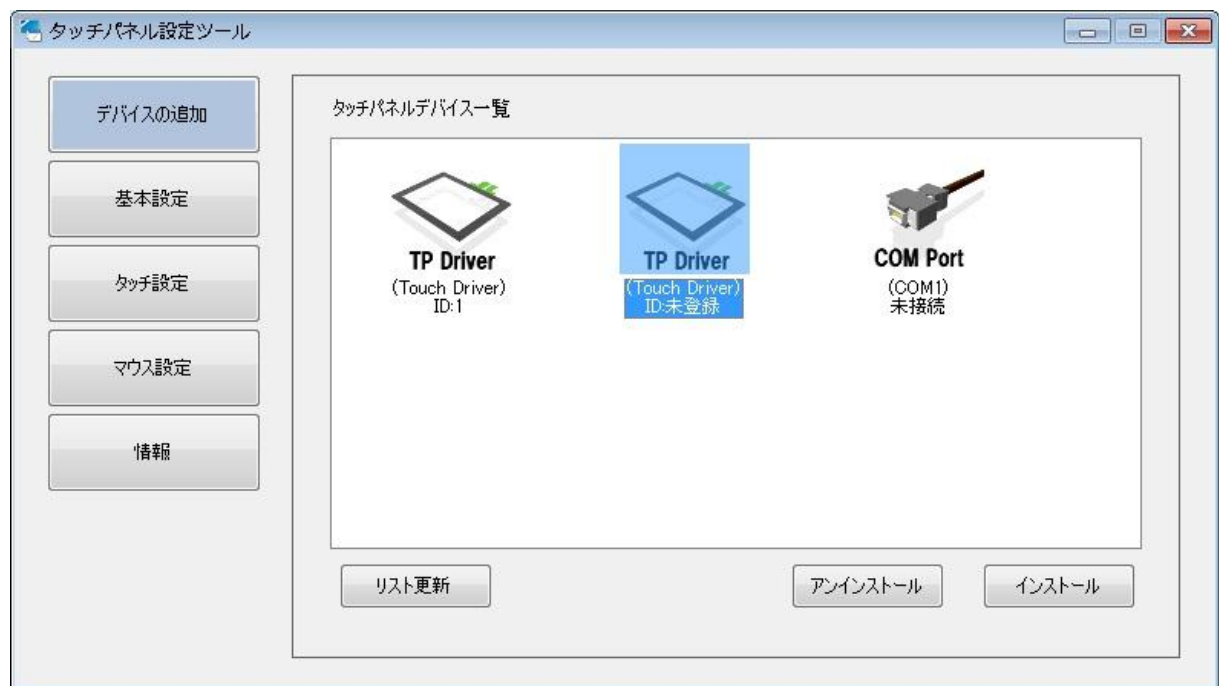 タッチパネル設定ツール
デバイスの追加
基本設定
タッチ設定
マウス設定
情報
タッチパネルデバイス一覧
TP Driver
(Touch Driver)
ID:1
TP Driver
(Touch Driver)
ID:未登録
COM Port
(COM1)
未接続
リスト更新
アンインストール
インストール